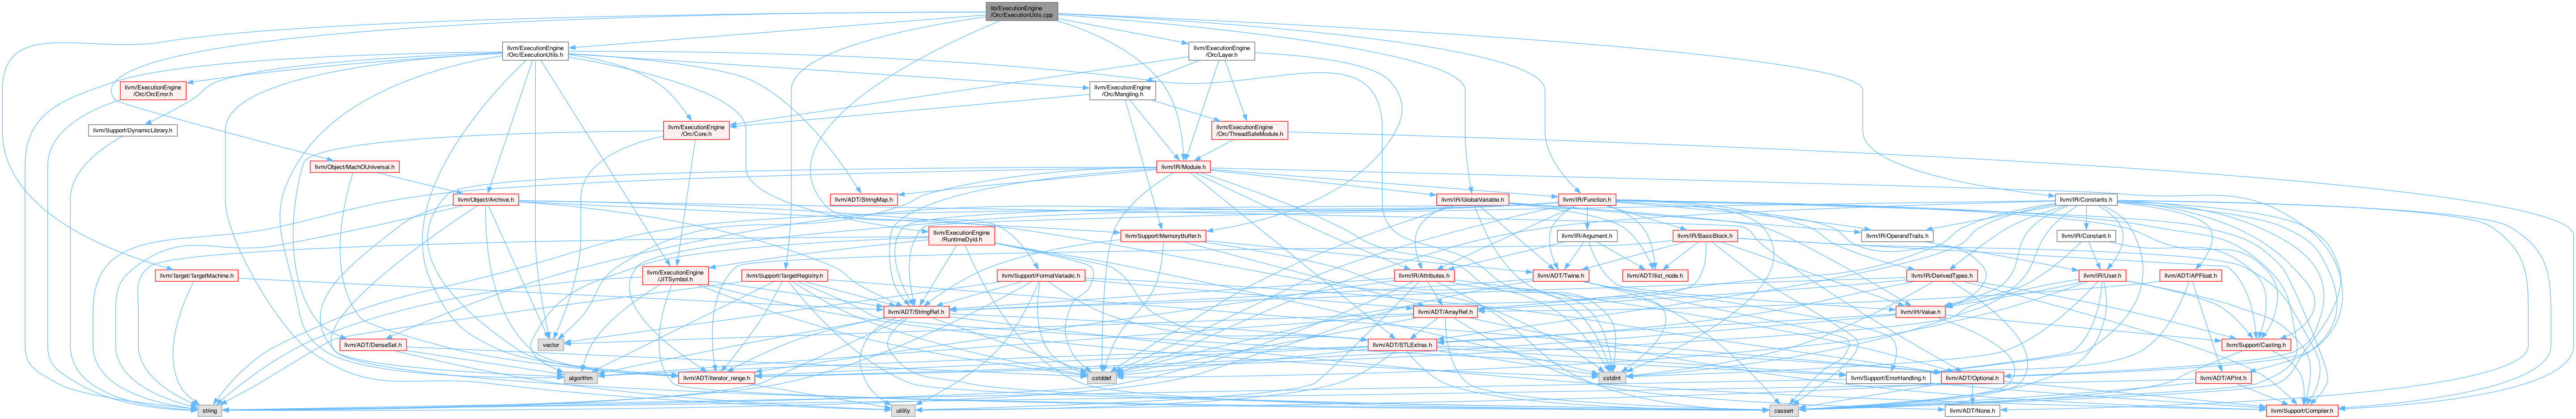 lib/ExecutionEngine
/Orc/ExecutionUtils.cpp
llvm/ExecutionEngine
/Orc/ExecutionUtils.h
llvm/ExecutionEngine
/Orc/Layer.h
llvm/ExecutionEngine
/Orc/OrcError.h
llvm/ExecutionEngine
/Orc/Mangling.h
llvm/Support/DynamicLibrary.h
llvm/ExecutionEngine
/Orc/Core.h
llvm/ExecutionEngine
/Orc/ThreadSafeModule.h
llvm/Object/MachOUniversal.h
llvm/IR/Module.h
llvm/Object/Archive.h
llvm/ADT/StringMap.h
llvm/IR/GlobalVariable.h
llvm/IR/Function.h
llvm/IR/Constants.h
llvm/ExecutionEngine
/RuntimeDyld.h
llvm/Support/MemoryBuffer.h
llvm/IR/Argument.h
llvm/IR/BasicBlock.h
llvm/IR/OperandTraits.h
llvm/IR/Constant.h
llvm/Target/TargetMachine.h
llvm/ExecutionEngine
/JITSymbol.h
llvm/Support/TargetRegistry.h
llvm/Support/FormatVariadic.h
llvm/IR/Attributes.h
llvm/ADT/Twine.h
llvm/ADT/ilist_node.h
llvm/IR/DerivedTypes.h
llvm/IR/User.h
llvm/ADT/APFloat.h
llvm/ADT/StringRef.h
llvm/ADT/ArrayRef.h
llvm/IR/Value.h
llvm/ADT/DenseSet.h
vector
llvm/ADT/STLExtras.h
llvm/Support/Casting.h
algorithm
llvm/ADT/iterator_range.h
cstddef
cstdint
llvm/Support/ErrorHandling.h
llvm/ADT/Optional.h
llvm/ADT/APInt.h
string
utility
cassert
llvm/ADT/None.h
llvm/Support/Compiler.h